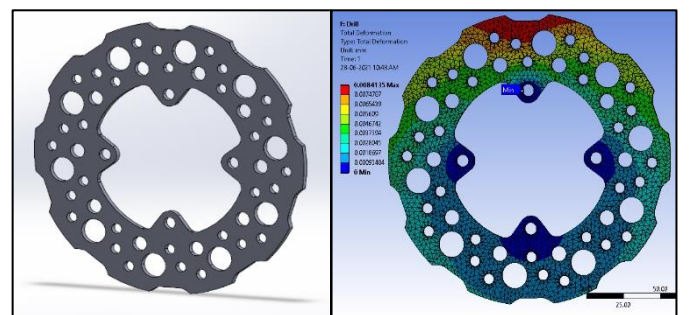 F: Drill
Total Deformation
Type: Total Deformation
Unit: mm
Time: 1
28-06-2021 10:48 AM
0.0084135 Max
0.0074787
0.0065439
0.005609
0.0046742
0.0037394
0.0028045
0.0018697
0.00093484
0 Min
Min
50.00
25.00